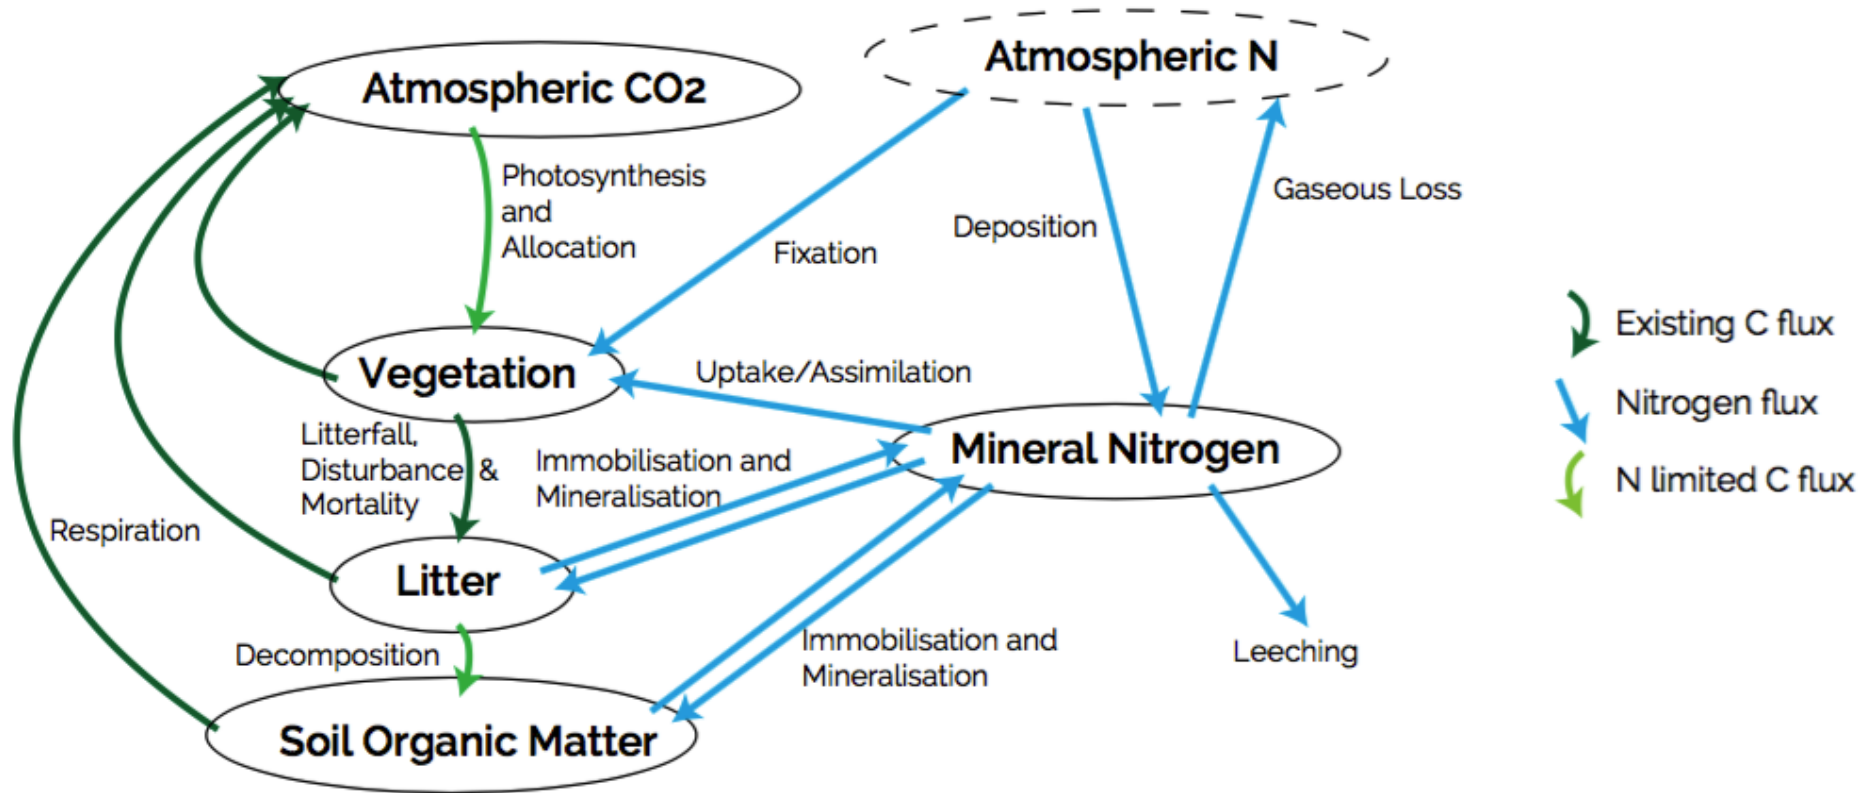 Atmospheric CO2
Atmospheric N
Photosynthesis
and
Allocation
Fixation
Deposition
Gaseous Loss
Existing C flux
Nitrogen flux
N limited C flux
Vegetation
Uptake/Assimilation
Litterfall,
Disturbance &
Mortality
Immobilisation and
Mineralisation
Mineral Nitrogen
Respiration
Litter
Decomposition
Immobilisation and
Mineralisation
Leeching
Soil Organic Matter